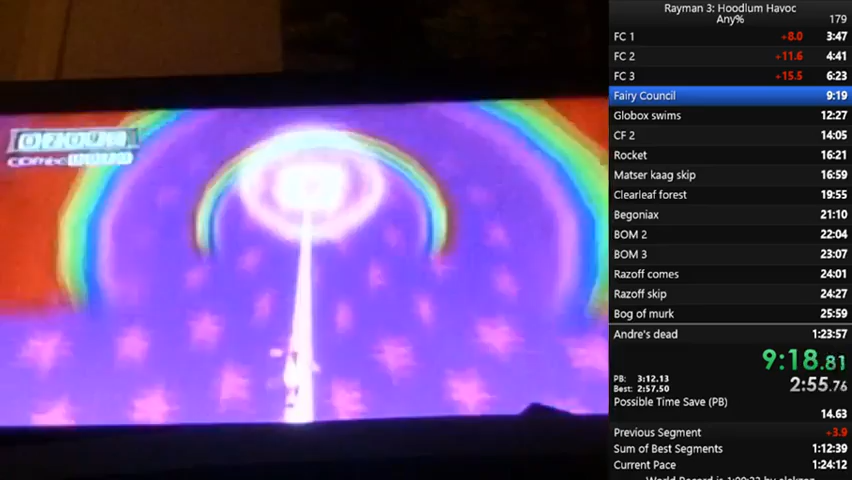 Rayman 3: Hoodlum Havoc
Any% 179
FC 1 +8.0 3:47
FC 2 +11.6 4:41
FC 3 +15.5 6:23
Fairy Council 9:19
Globox swims 12:27
CF 2 14:05
Rocket 16:21
Matser kaag skip 16:59
Clearleaf forest 19:55
Begoniax 21:10
BOM 2 22:04
BOM 3 23:07
Razoff comes 24:01
Razoff skip 24:27
Bog of murk 25:59
Andre's dead 1:23:57
9:18.81
PB: 3:12.13
Best: 2:57.50
2:55.76
Possible Time Save (PB)
14.63
Previous Segment +3.9
Sum of Best Segments 1:12:39
Current Pace 1:24:12